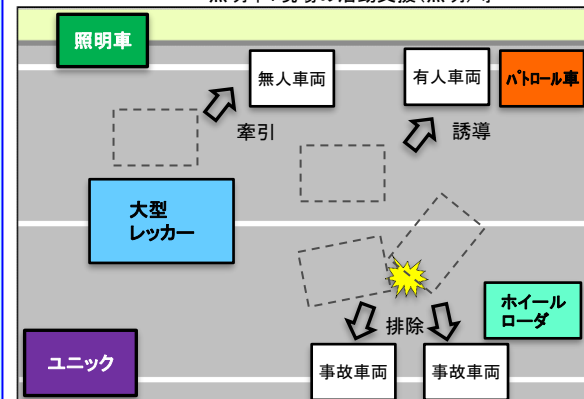 照明車
無人車両
有人車両
パトロール車
牽引
誘導
大型
レッカー
ホイール
ローダ
排除
ユニック
事故車両
事故車両